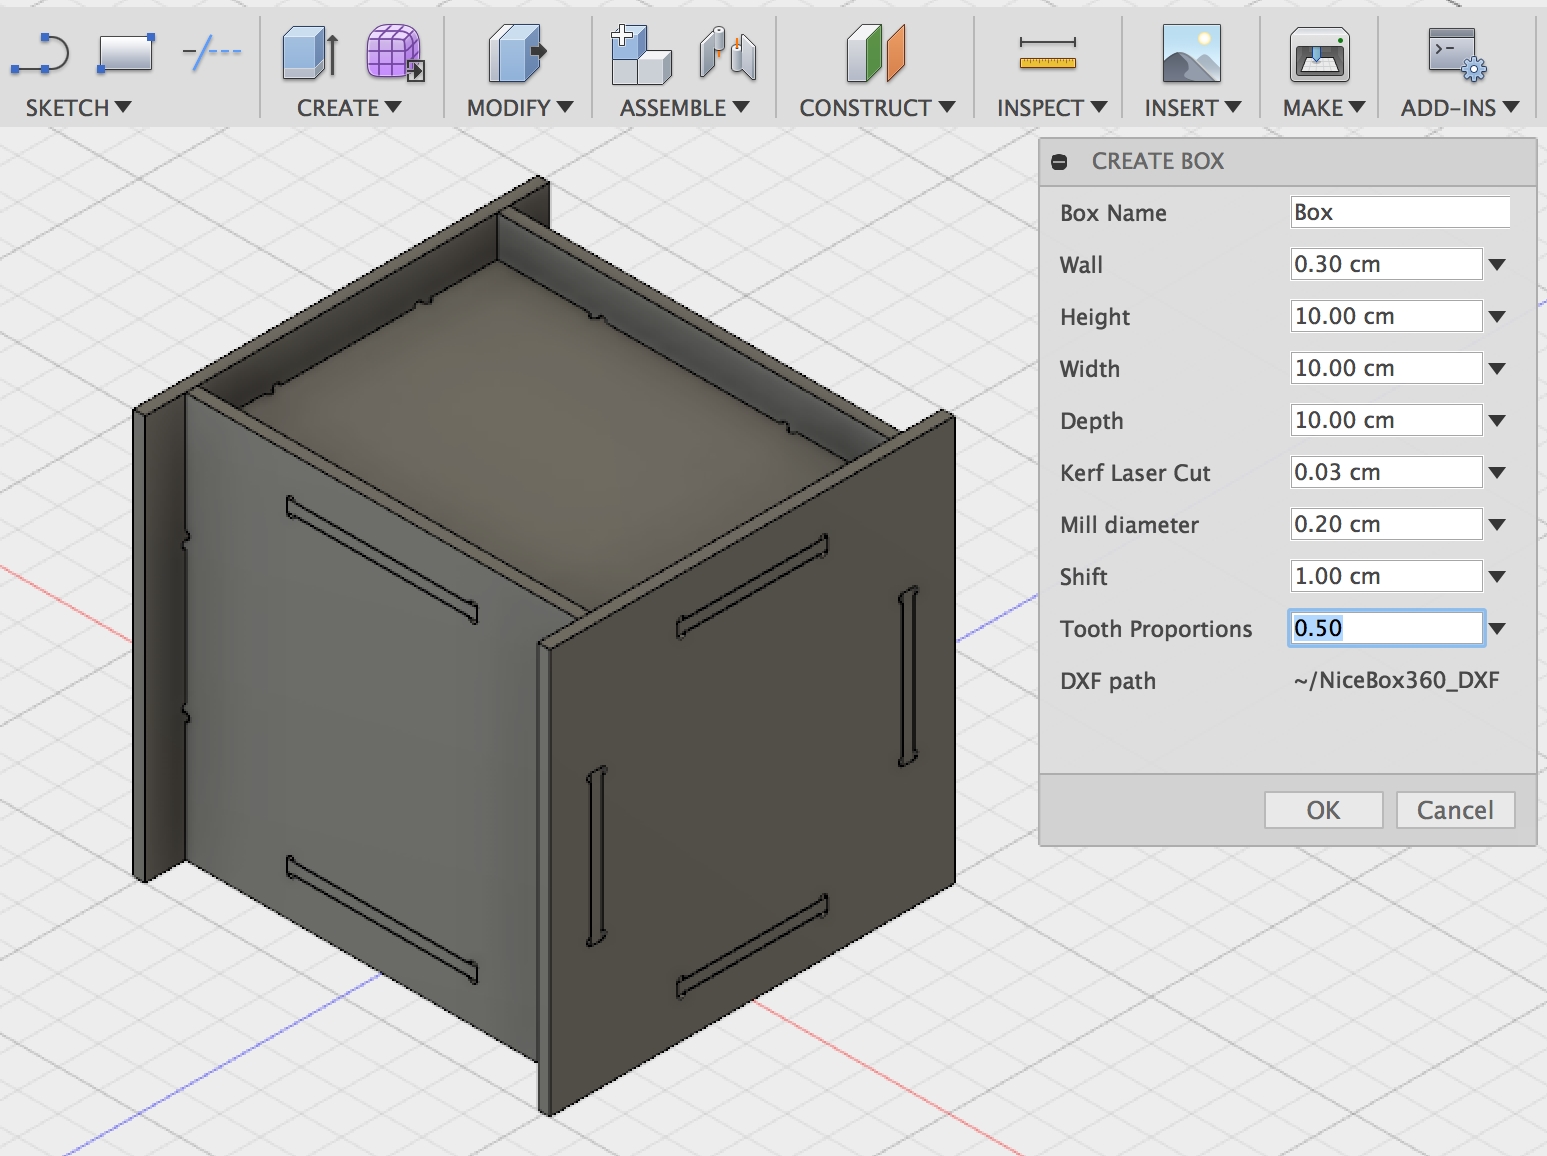 SKETCH CREATE MODIFY ASSEMBLE CONSTRUCT INSPECT INSERT MAKE ADD-INS
CREATE BOX
Box Name Box
Wall 0.30 cm
Height 10.00 cm
Width 10.00 cm
Depth 10.00 cm
Kerf Laser Cut 0.03 cm
Mill diameter 0.20 cm
Shift 1.00 cm
Tooth Proportions 0.50
DXF path ~/NiceBox360_DXF
OK Cancel